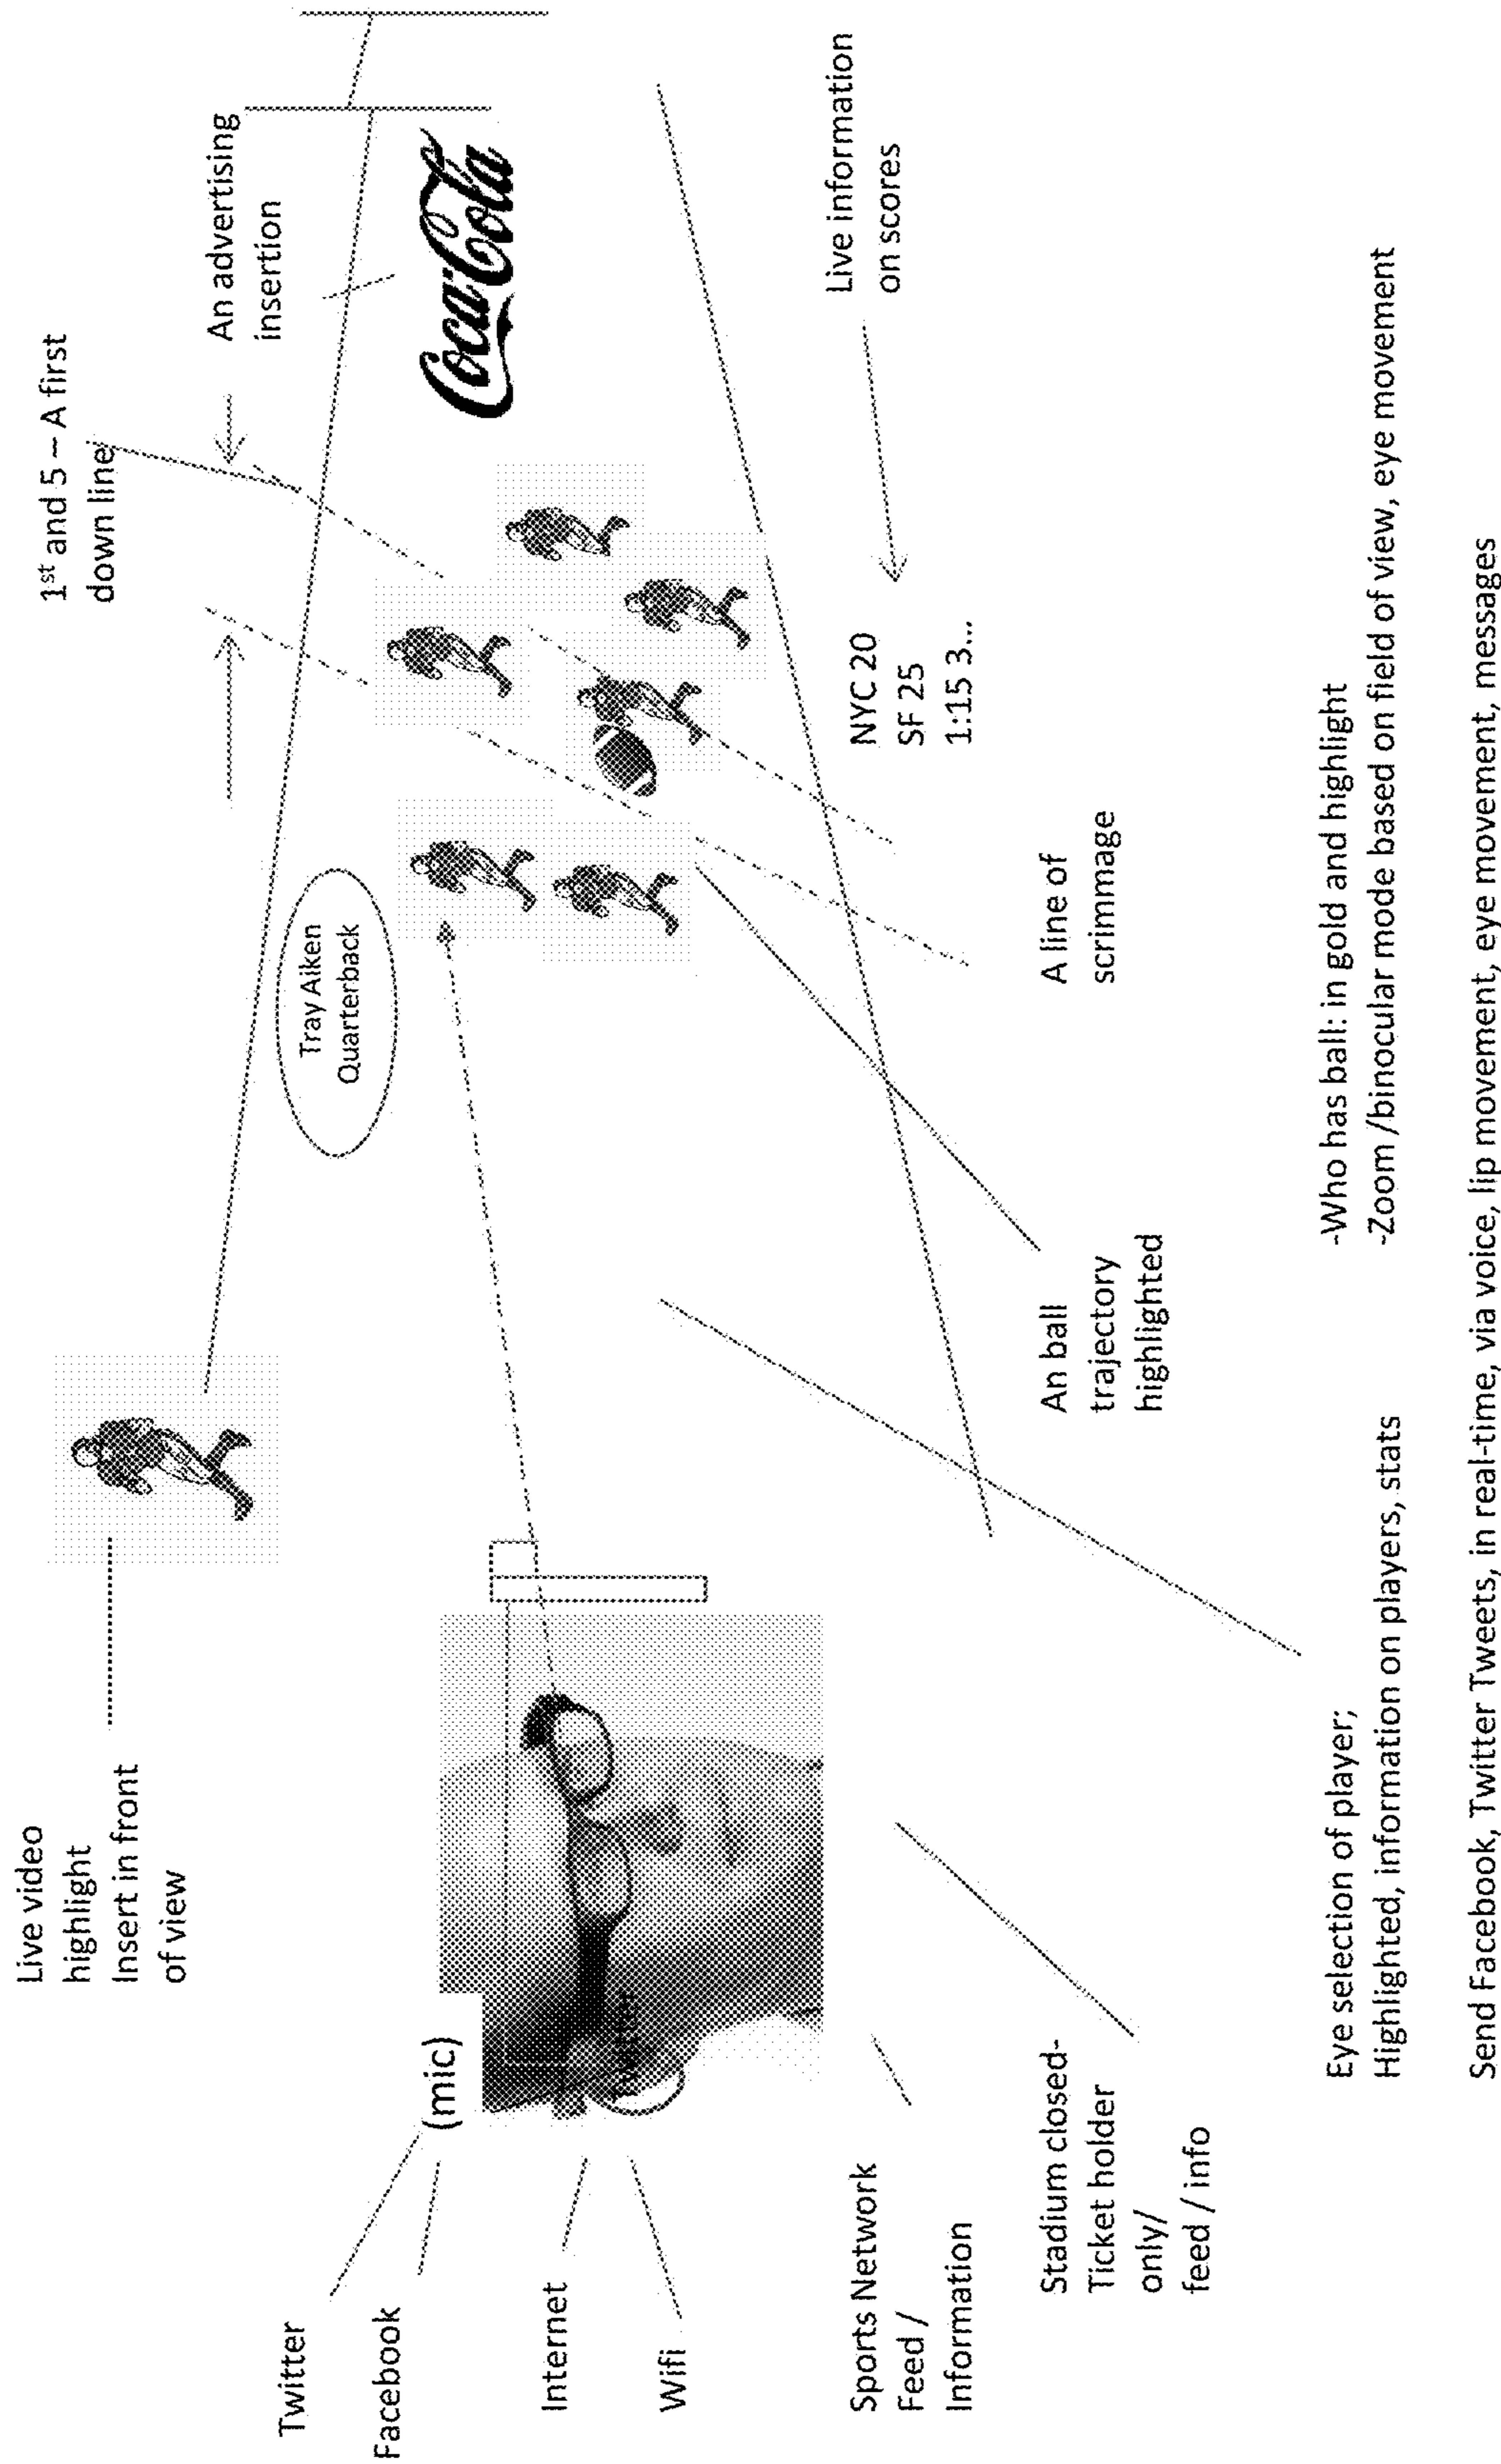 Live video
highlight
Insert in front
of view
1st and 5 – A first
down line
An advertising
insertion
Twitter
Facebook
(mic)
Internet
Wifi
Twitter
Tray Aiken
Quarterback
Coca-Cola
Sports Network
Feed /
Information
Stadium closed-
Ticket holder
only/
feed / info
An ball
trajectory
highlighted
A line of
scrimmage
NYC 20
SF 25
1:15 3...
Live information
on scores
Eye selection of player;
Highlighted, information on players, stats
-Who has ball: in gold and highlight
-Zoom /binocular mode based on field of view, eye movement
Send Facebook, Twitter Tweets, in real-time, via voice, lip movement, eye movement, messages